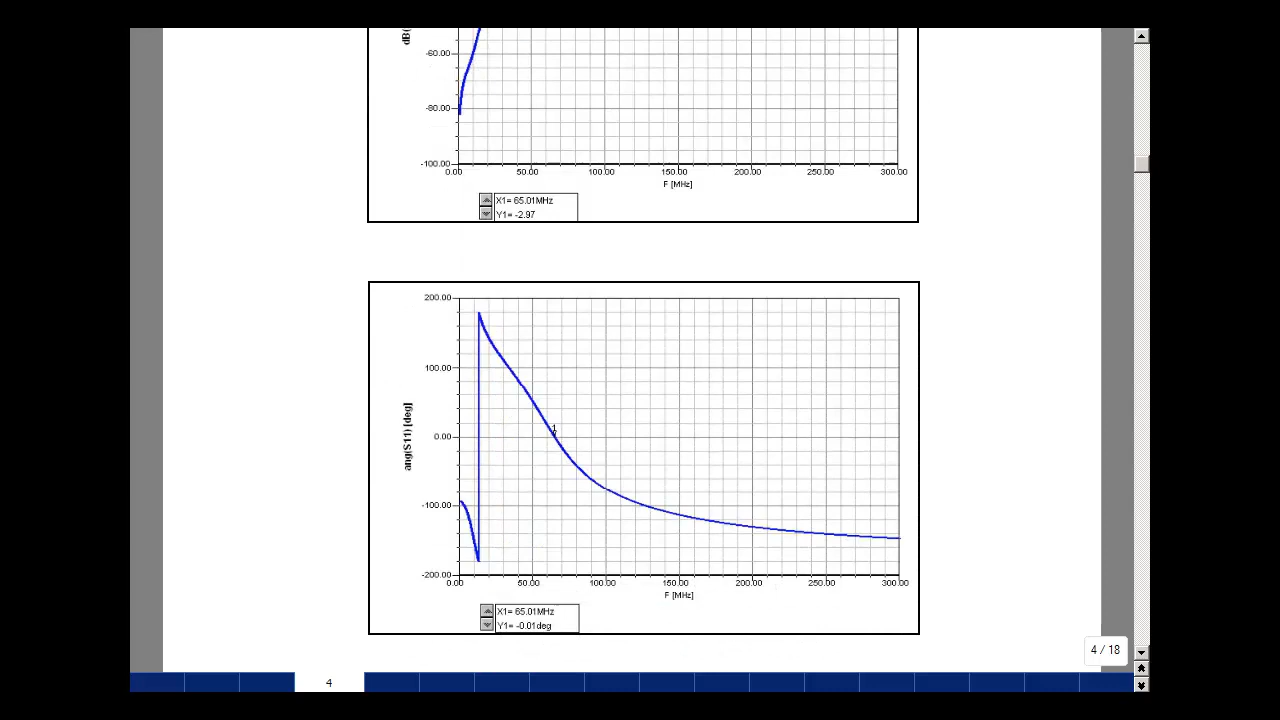 dB(
-60.00
-80.00
-100.00
0.00 50.00 100.00 150.00 200.00 250.00 300.00
F [MHz]
X1= 65.01MHz
Y1= -2.97
200.00
100.00
0.00
-100.00
-200.00
ang(S11) [deg]
1
0.00 50.00 100.00 150.00 200.00 250.00 300.00
F [MHz]
X1= 65.01MHz
Y1= -0.01deg
4 / 18
4